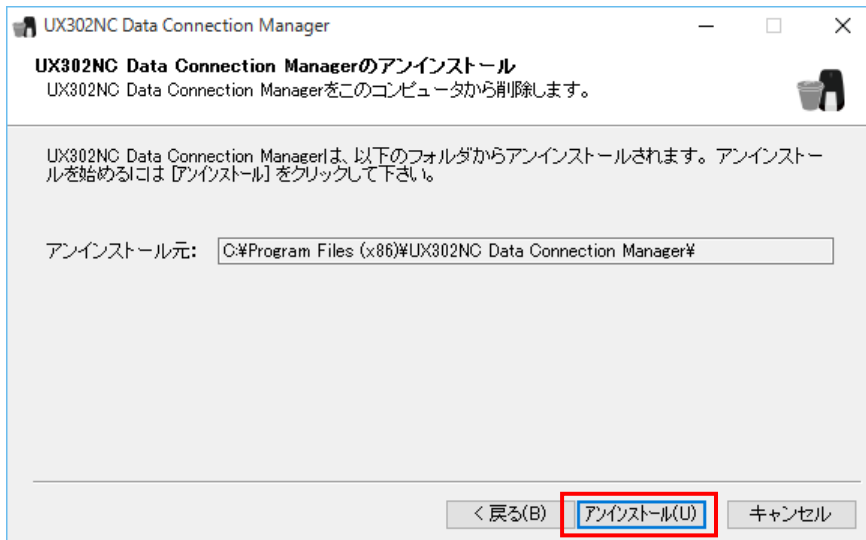 UX302NC Data Connection Manager
UX302NC Data Connection Managerのアンインストール
UX302NC Data Connection Managerをこのコンピュータから削除します。
UX302NC Data Connection Managerは、以下のフォルダからアンインストールされます。アンインストー
ルを始めるには [アンインストール] をクリックして下さい。
アンインストール元: C:¥Program Files (x86)¥UX302NC Data Connection Manager¥
< 戻る(B) アンインストール(U) キャンセル